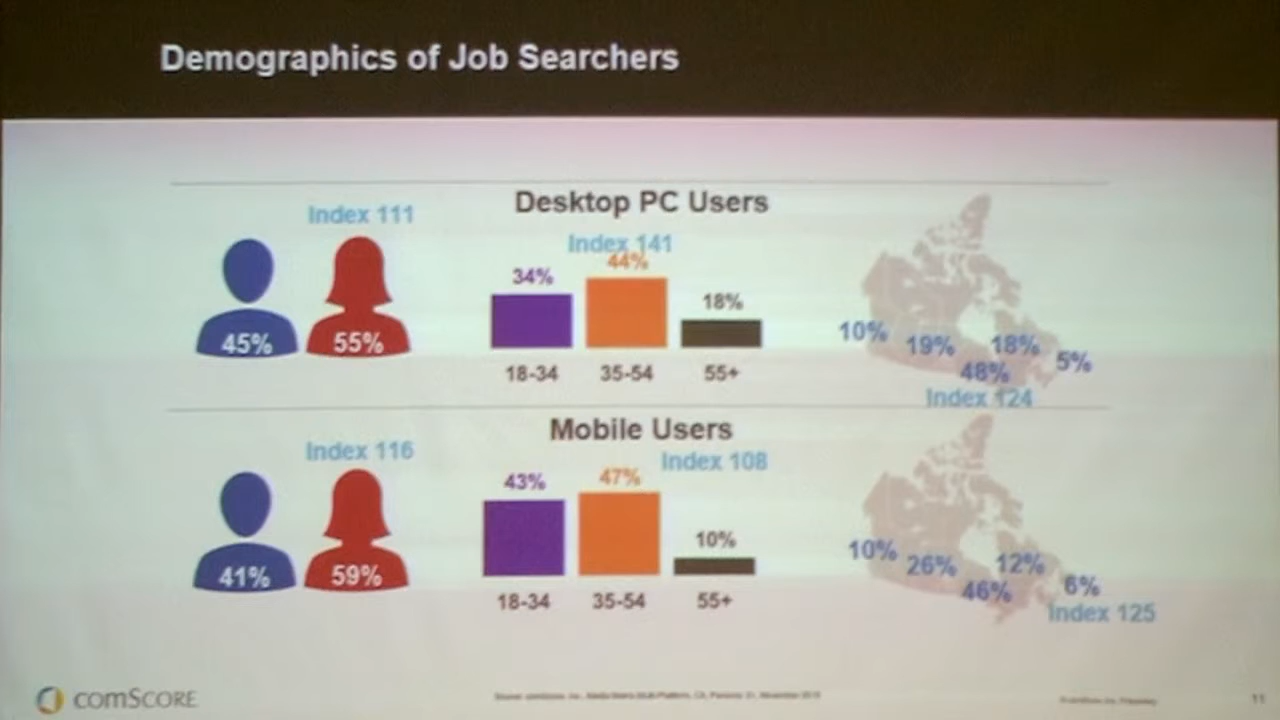 Demographics of Job Searchers
Desktop PC Users
Index 111
45%
55%
Index 141
34%
44%
18%
18-34
35-54
55+
10%
19%
18%
48%
5%
Index 124
Mobile Users
Index 116
41%
59%
Index 108
43%
47%
10%
18-34
35-54
55+
10%
26%
12%
46%
6%
Index 125
comSCORE
11